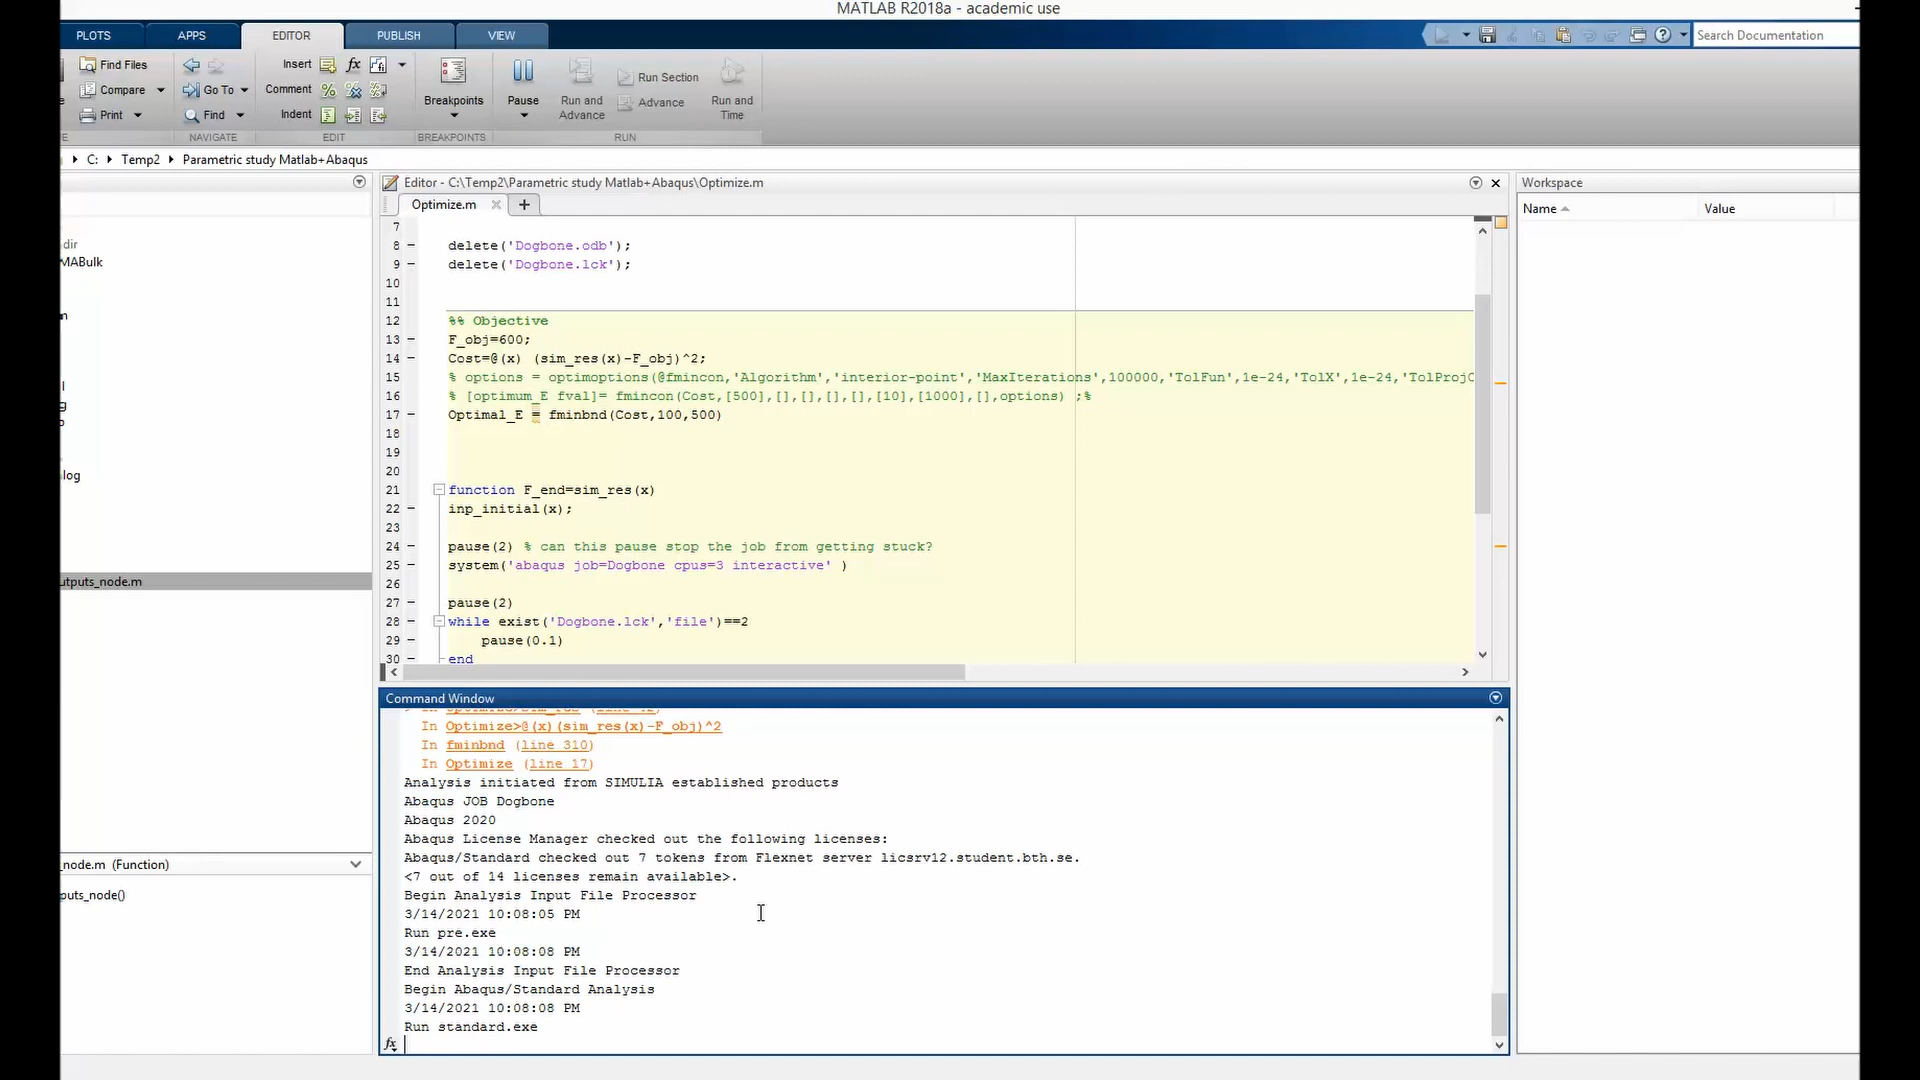 MATLAB R2018a - academic use
PLOTS APPS EDITOR PUBLISH VIEW
Search Documentation
Find Files
Compare
Print
Go To
Find
NAVIGATE
Insert
Comment
Indent
EDIT
Breakpoints
BREAKPOINTS
Pause
Run and
Advance
Run Section
Advance
Run and
Time
RUN
C: Temp2 Parametric study Matlab+Abaqus
dir
MABulk
log
utputs_node.m
_node.m (Function)
puts_node()
Editor - C:\Temp2\Parametric study Matlab+Abaqus\Optimize.m
Optimize.m
7
8 - delete('Dogbone.odb');
9 - delete('Dogbone.lck');
10
11
12 %% Objective
13 - F_obj=600;
14 - Cost=@(x) (sim_res(x)-F_obj)^2;
15 % options = optimoptions(@fmincon,'Algorithm','interior-point','MaxIterations',100000,'TolFun',1e-24,'TolX',1e-24,'TolProjC
16 % [optimum_E fval]= fmincon(Cost,[500],[],[],[],[],[10],[1000],[],options) ;%
17 - Optimal_E = fminbnd(Cost,100,500)
18
19
20
21 function F_end=sim_res(x)
22 - inp_initial(x);
23
24 - pause(2) % can this pause stop the job from getting stuck?
25 - system('abaqus job=Dogbone cpus=3 interactive' )
26
27 - pause(2)
28 - while exist('Dogbone.lck','file')==2
29 - pause(0.1)
30 - end
Command Window
In Optimize>@(x)(sim_res(x)-F_obj)^2
In fminbnd (line 310)
In Optimize (line 17)
Analysis initiated from SIMULIA established products
Abaqus JOB Dogbone
Abaqus 2020
Abaqus License Manager checked out the following licenses:
Abaqus/Standard checked out 7 tokens from Flexnet server licsrv12.student.bth.se.
<7 out of 14 licenses remain available>.
Begin Analysis Input File Processor
3/14/2021 10:08:05 PM
Run pre.exe
3/14/2021 10:08:08 PM
End Analysis Input File Processor
Begin Abaqus/Standard Analysis
3/14/2021 10:08:08 PM
Run standard.exe
fx
Workspace
Name Value